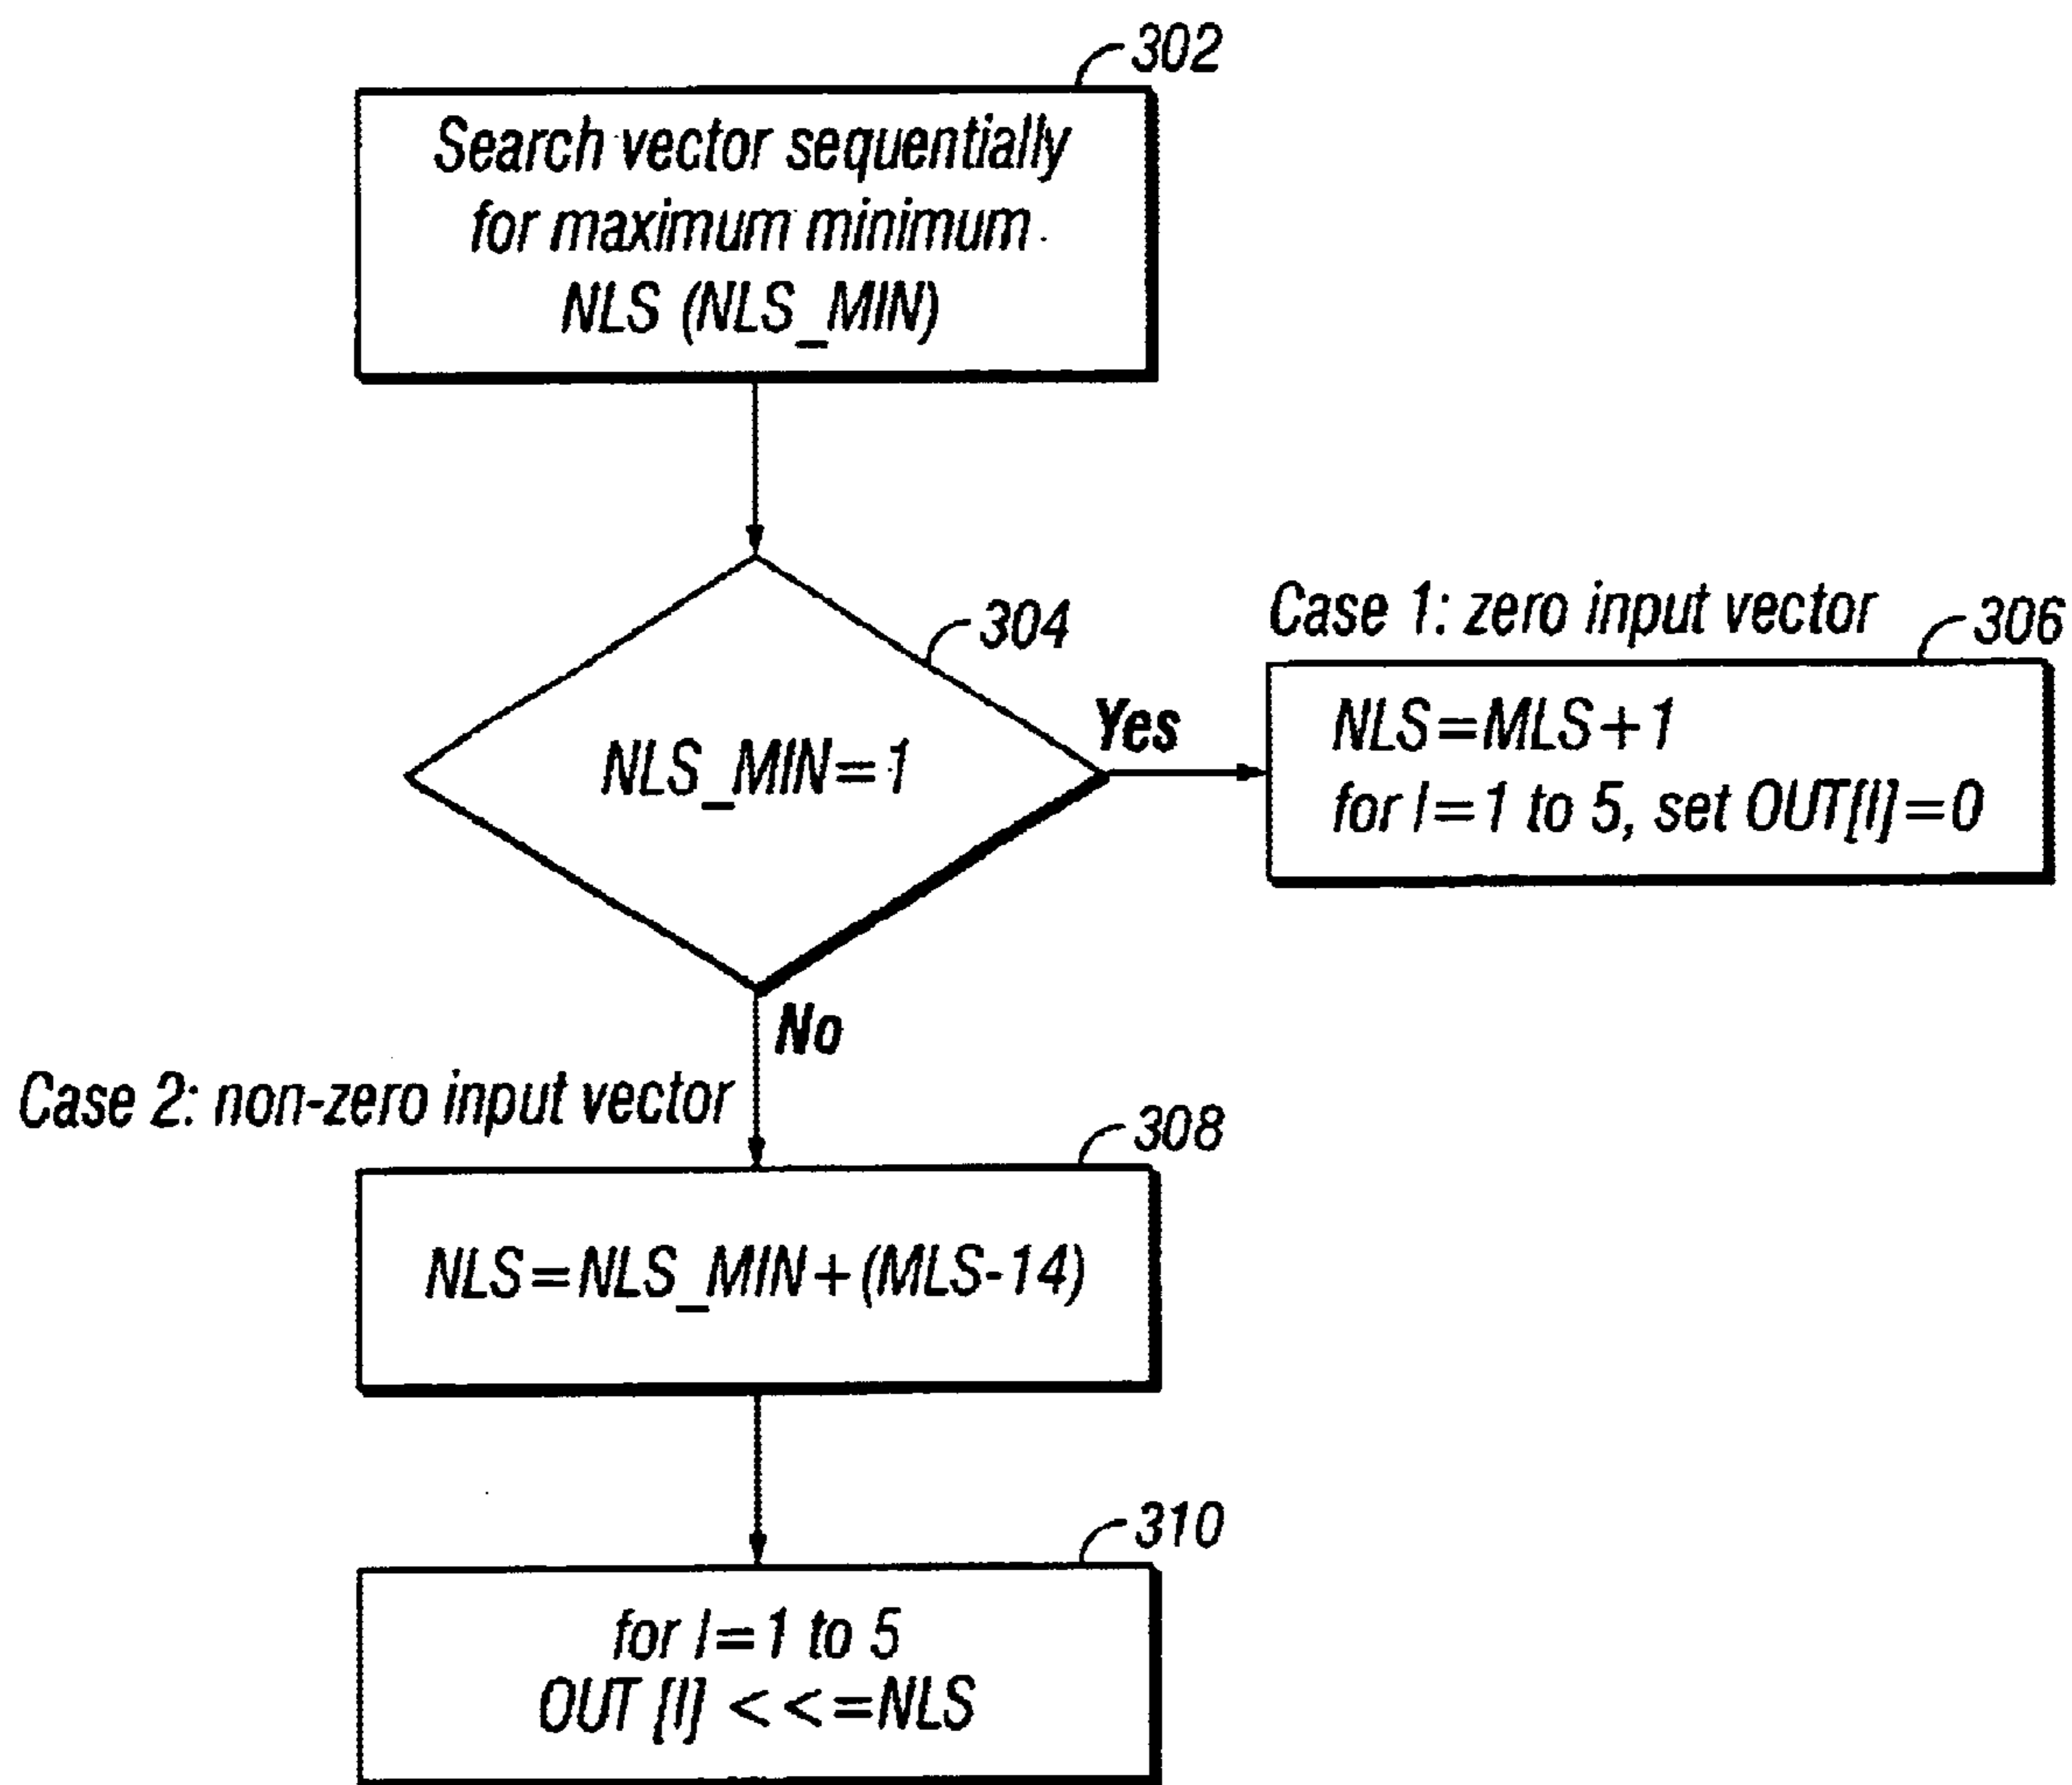 302
Search vector sequentially
for maximum minimum
NLS (NLS_MIN)
304
NLS_MIN=1
Yes
Case 1: zero input vector
306
NLS=MLS+1
for I=1 to 5, set OUT[I]=0
No
Case 2: non-zero input vector
308
NLS=NLS_MIN+(MLS-14)
310
for I=1 to 5
OUT [I] < < =NLS